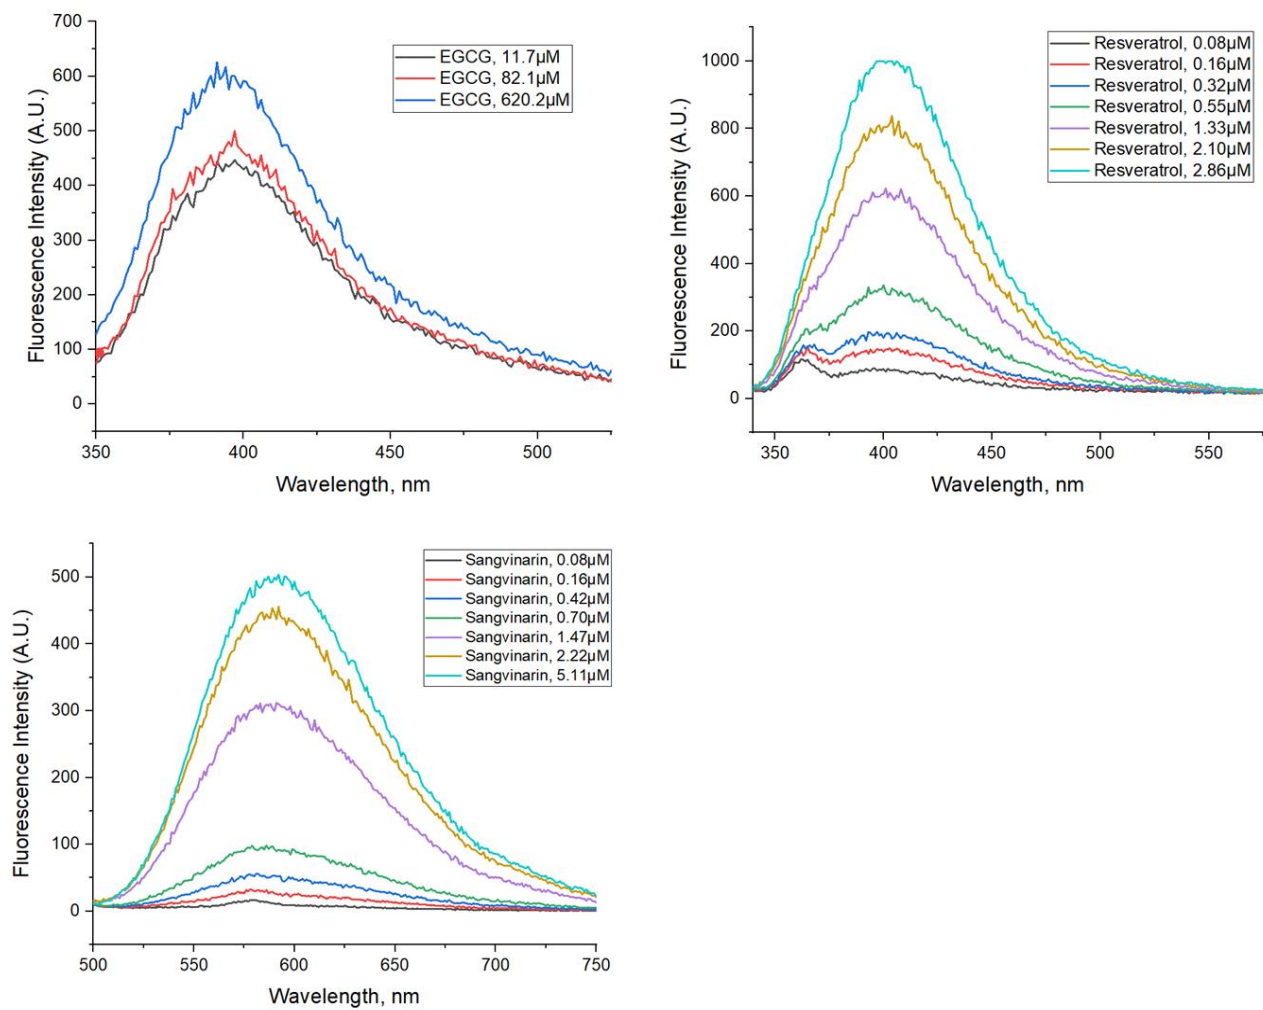 700
600
500
400
300
200
100
0
Fluorescence Intensity (A.U.)
EGCG, 11.7µM
EGCG, 82.1µM
EGCG, 620.2µM
350 400 450 500
Wavelength, nm
1000
800
600
400
200
0
Fluorescence Intensity (A.U.)
Resveratrol, 0.08µM
Resveratrol, 0.16µM
Resveratrol, 0.32µM
Resveratrol, 0.55µM
Resveratrol, 1.33µM
Resveratrol, 2.10µM
Resveratrol, 2.86µM
350 400 450 500 550
Wavelength, nm
500
400
300
200
100
0
Fluorescence Intensity (A.U.)
Sangvinarin, 0.08µM
Sangvinarin, 0.16µM
Sangvinarin, 0.42µM
Sangvinarin, 0.70µM
Sangvinarin, 1.47µM
Sangvinarin, 2.22µM
Sangvinarin, 5.11µM
500 550 600 650 700 750
Wavelength, nm